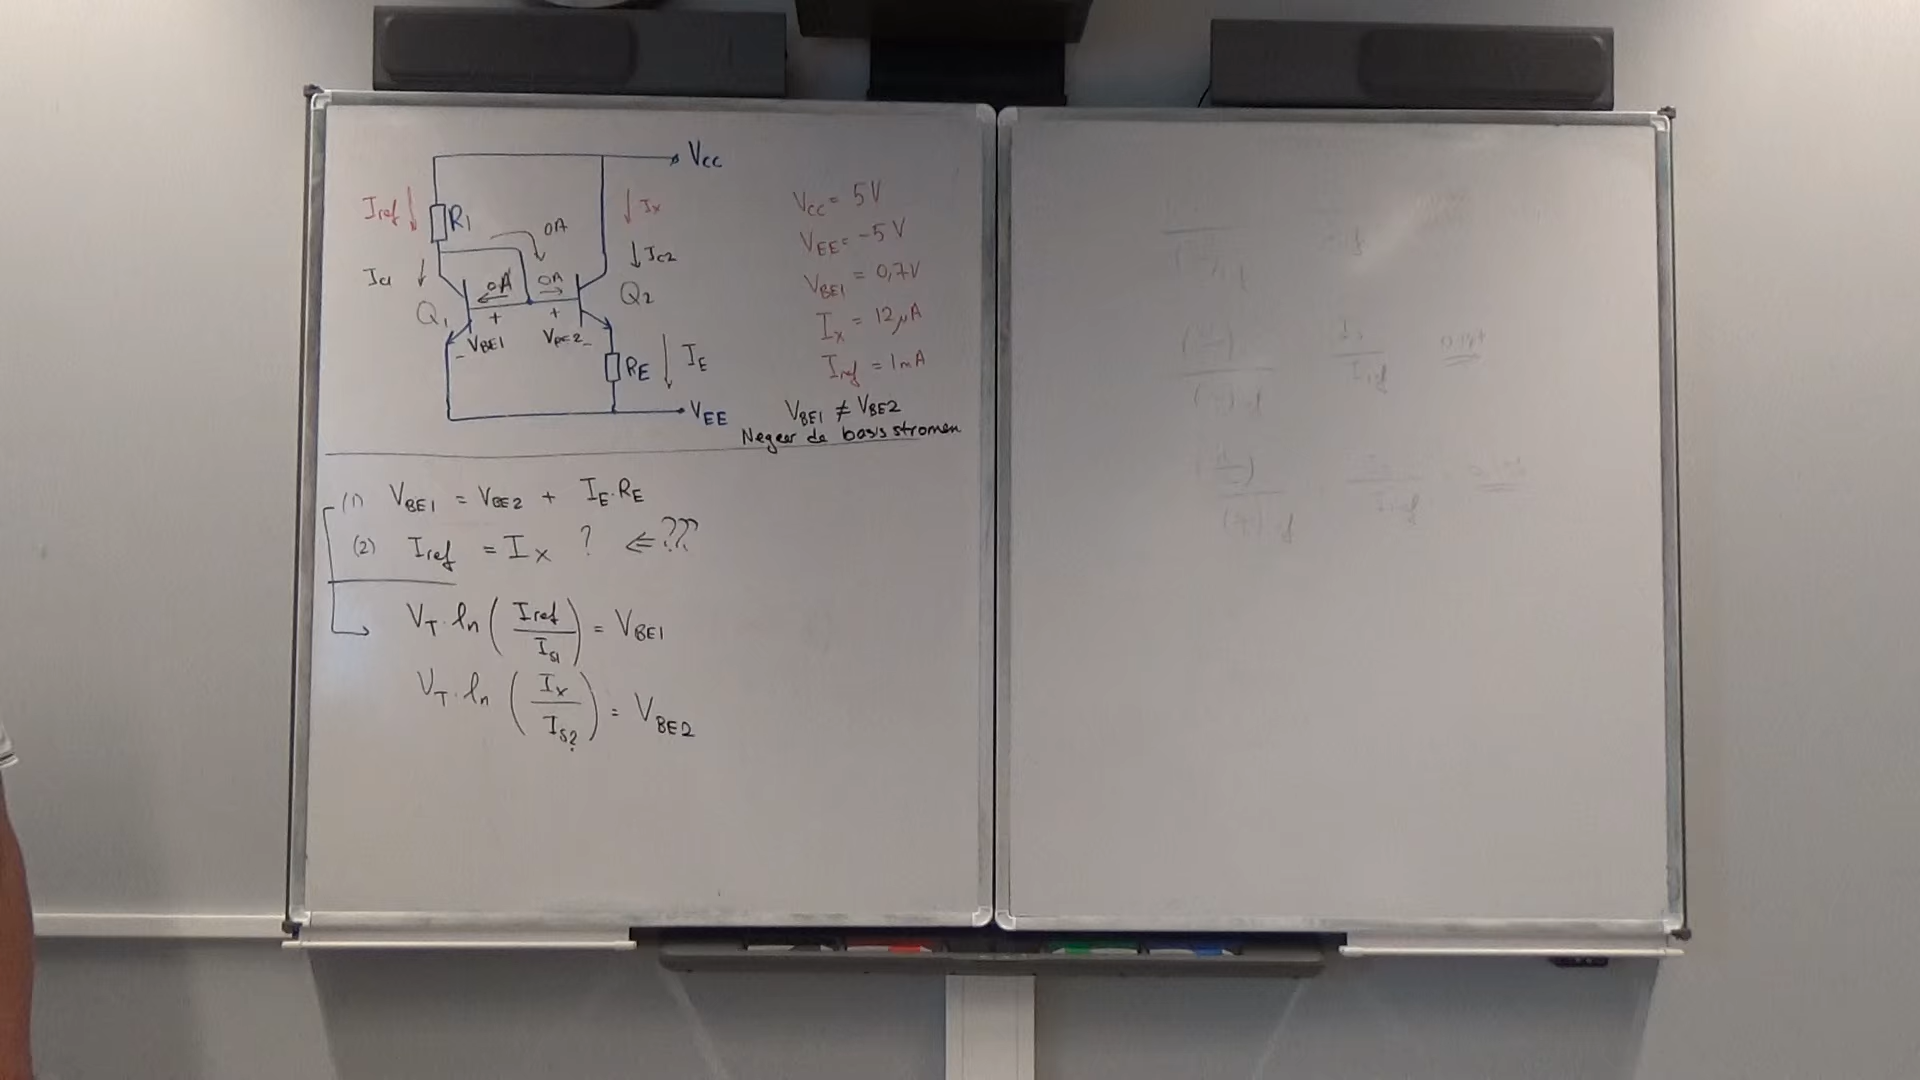 Vcc
Iref
R1
0A
Ix
Ic1
Ic2
0A
0A
Q1
Q2
+
+
- VBE1
VBE2 -
RE
IE
VEE
Vcc = 5V
VEE = -5V
VBE1 = 0,7V
Ix = 12μA
Iref = 1mA
VBE1 ≠ VBE2
Negeer de basis stromen
(1) VBE1 = VBE2 + IE.RE
(2) Iref = Ix ? ⇐ ???
VT. ln (Iref / IS1) = VBE1
VT. ln (Ix / IS2) = VBE2